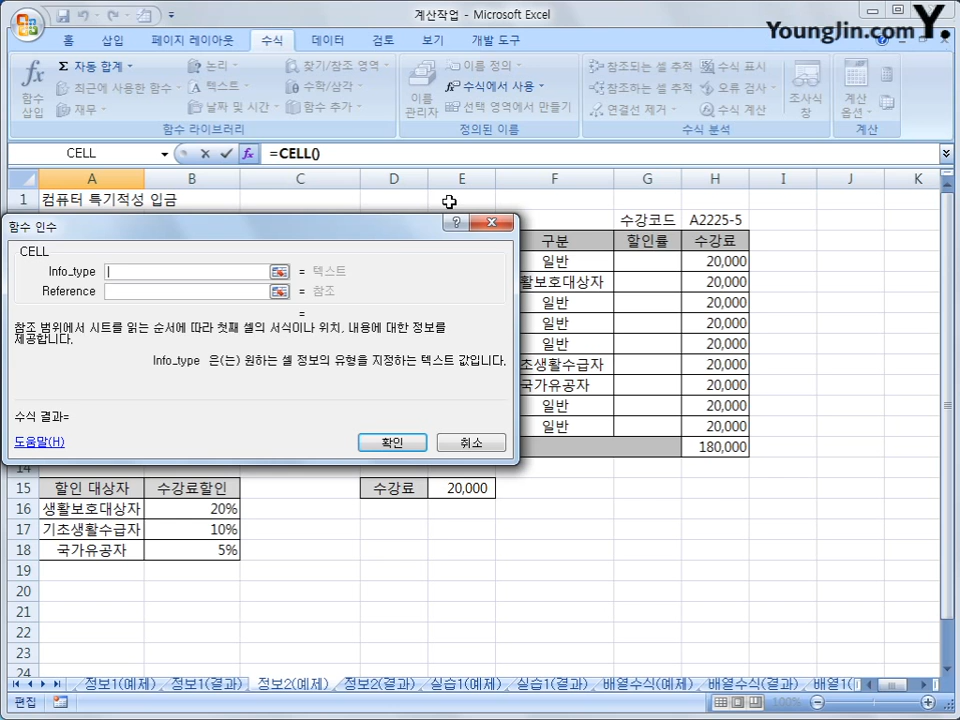 계산작업 - Microsoft Excel
YoungJin.com Y.
홈 삽입 페이지 레이아웃 수식 데이터 검토 보기 개발 도구
fx 함수 삽입
Σ 자동 합계
최근에 사용한 함수
재무
논리
텍스트
날짜 및 시간
찾기/참조 영역
수학/삼각
함수 추가
함수 라이브러리
이름 관리자
이름 정의
수식에서 사용
선택 영역에서 만들기
정의된 이름
참조되는 셀 추적
참조하는 셀 추적
연결선 제거
수식 표시
오류 검사
수식 계산
수식 분석
조사식 창
계산 옵션
계산
CELL fx =CELL()
A B C D E F G H I J K
1 컴퓨터 특기적성 입금
수강코드 A2225-5
구분 할인률 수강료
일반 20,000
활보호대상자 20,000
일반 20,000
일반 20,000
일반 20,000
초생활수급자 20,000
국가유공자 20,000
일반 20,000
일반 20,000
180,000
함수 인수
CELL
Info_type = 텍스트
Reference = 참조
=
참조 범위에서 시트를 읽는 순서에 따라 첫째 셀의 서식이나 위치, 내용에 대한 정보를
제공합니다.
Info_type 은(는) 원하는 셀 정보의 유형을 지정하는 텍스트 값입니다.
수식 결과=
도움말(H) 확인 취소
14
15 할인 대상자 수강료할인 수강료 20,000
16 생활보호대상자 20%
17 기초생활수급자 10%
18 국가유공자 5%
19
20
21
22
23
24
정보1(예제) 정보1(결과) 정보2(예제) 정보2(결과) 실습1(예제) 실습1(결과) 배열수식(예제) 배열수식(결과) 배열1(
편집 100%